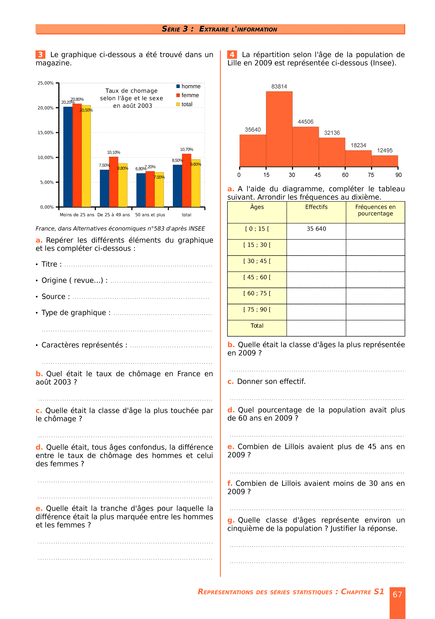 SÉRIE 3 : EXTRAIRE L'INFORMATION
3 Le graphique ci-dessous a été trouvé dans un
magazine.
Taux de chomage
selon l'âge et le sexe
en août 2003
homme
femme
total
25,00%
20,00%
15,00%
10,00%
5,00%
0,00%
20,20%
20,80%
20,50%
7,50%
10,10%
8,80%
6,80%
7,20%
7,00%
8,50%
10,70%
9,60%
Moins de 25 ans
De 25 à 49 ans
50 ans et plus
total
France, dans Alternatives économiques n°583 d'après INSEE
a. Repérer les différents éléments du graphique
et les compléter ci-dessous :
• Titre :
• Origine ( revue...) :
• Source :
• Type de graphique :
• Caractères représentés :
b. Quel était le taux de chômage en France en
août 2003 ?
c. Quelle était la classe d'âge la plus touchée par
le chômage ?
d. Quelle était, tous âges confondus, la différence
entre le taux de chômage des hommes et celui
des femmes ?
e. Quelle était la tranche d'âges pour laquelle la
différence était la plus marquée entre les hommes
et les femmes ?
4 La répartition selon l'âge de la population de
Lille en 2009 est représentée ci-dessous (Insee).
35640
83814
44506
32136
18234
12495
0 15 30 45 60 75 90
a. A l'aide du diagramme, compléter le tableau
suivant. Arrondir les fréquences au dixième.
Âges Effectifs Fréquences en
pourcentage
[ 0 ; 15 [ 35 640
[ 15 ; 30 [
[ 30 ; 45 [
[ 45 ; 60 [
[ 60 ; 75 [
[ 75 ; 90 [
Total
b. Quelle était la classe d'âges la plus représentée
en 2009 ?
c. Donner son effectif.
d. Quel pourcentage de la population avait plus
de 60 ans en 2009 ?
e. Combien de Lillois avaient plus de 45 ans en
2009 ?
f. Combien de Lillois avaient moins de 30 ans en
2009 ?
g. Quelle classe d'âges représente environ un
cinquième de la population ? Justifier la réponse.
REPRÉSENTATIONS DES SÉRIES STATISTIQUES : CHAPITRE S1 67